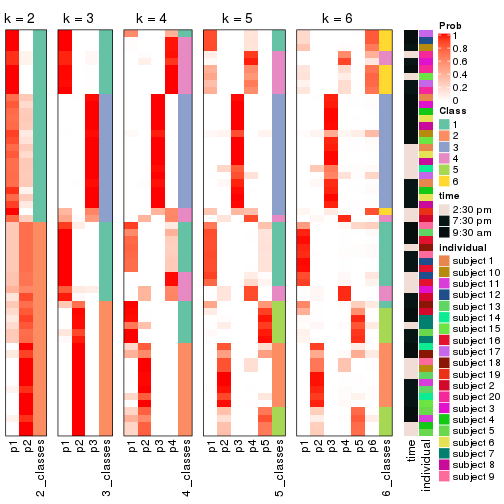 k = 2
k = 3
k = 4
k = 5
k = 6
p1
p2
2_classes
p1
p2
p3
3_classes
p1
p2
p3
p4
4_classes
p1
p2
p3
p4
p5
5_classes
p1
p2
p3
p4
p5
p6
6_classes
time
individual
Prob
1
0.8
0.6
0.4
0.2
0
Class
1
2
3
4
5
6
time
2:30 pm
7:30 pm
9:30 am
individual
subject 1
subject 10
subject 11
subject 12
subject 13
subject 14
subject 15
subject 16
subject 17
subject 18
subject 19
subject 2
subject 20
subject 3
subject 4
subject 5
subject 6
subject 7
subject 8
subject 9